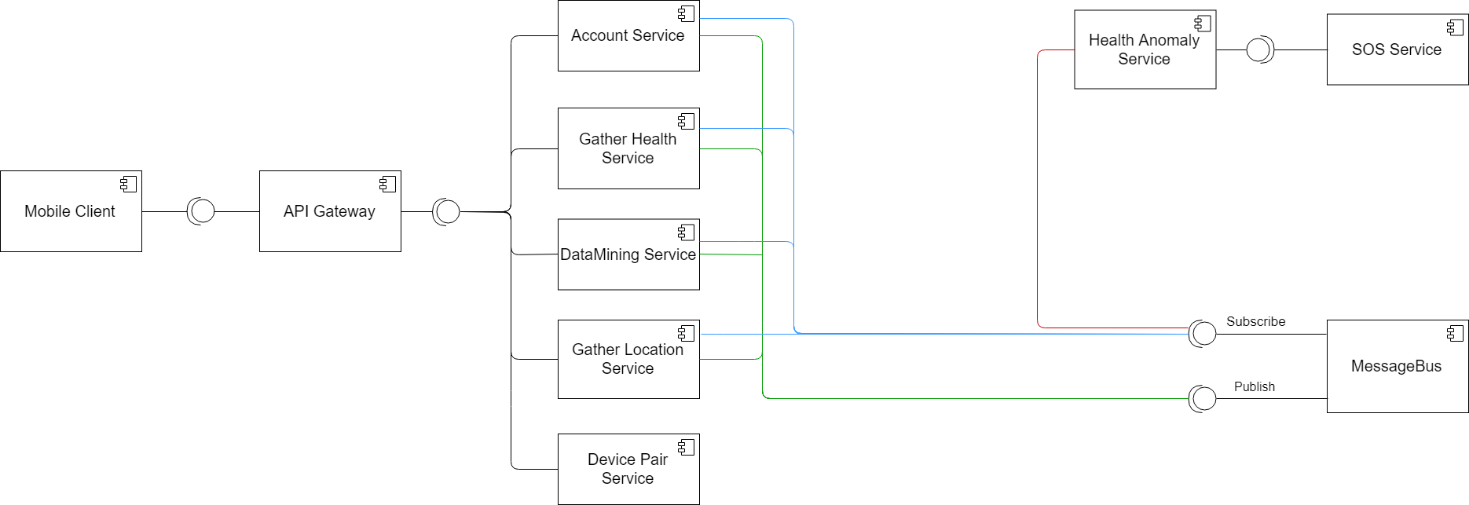 Account Service
Health Anomaly
Service
SOS Service
Gather Health
Service
Mobile Client
API Gateway
DataMining Service
Gather Location
Service
Subscribe
MessageBus
Publish
Device Pair
Service